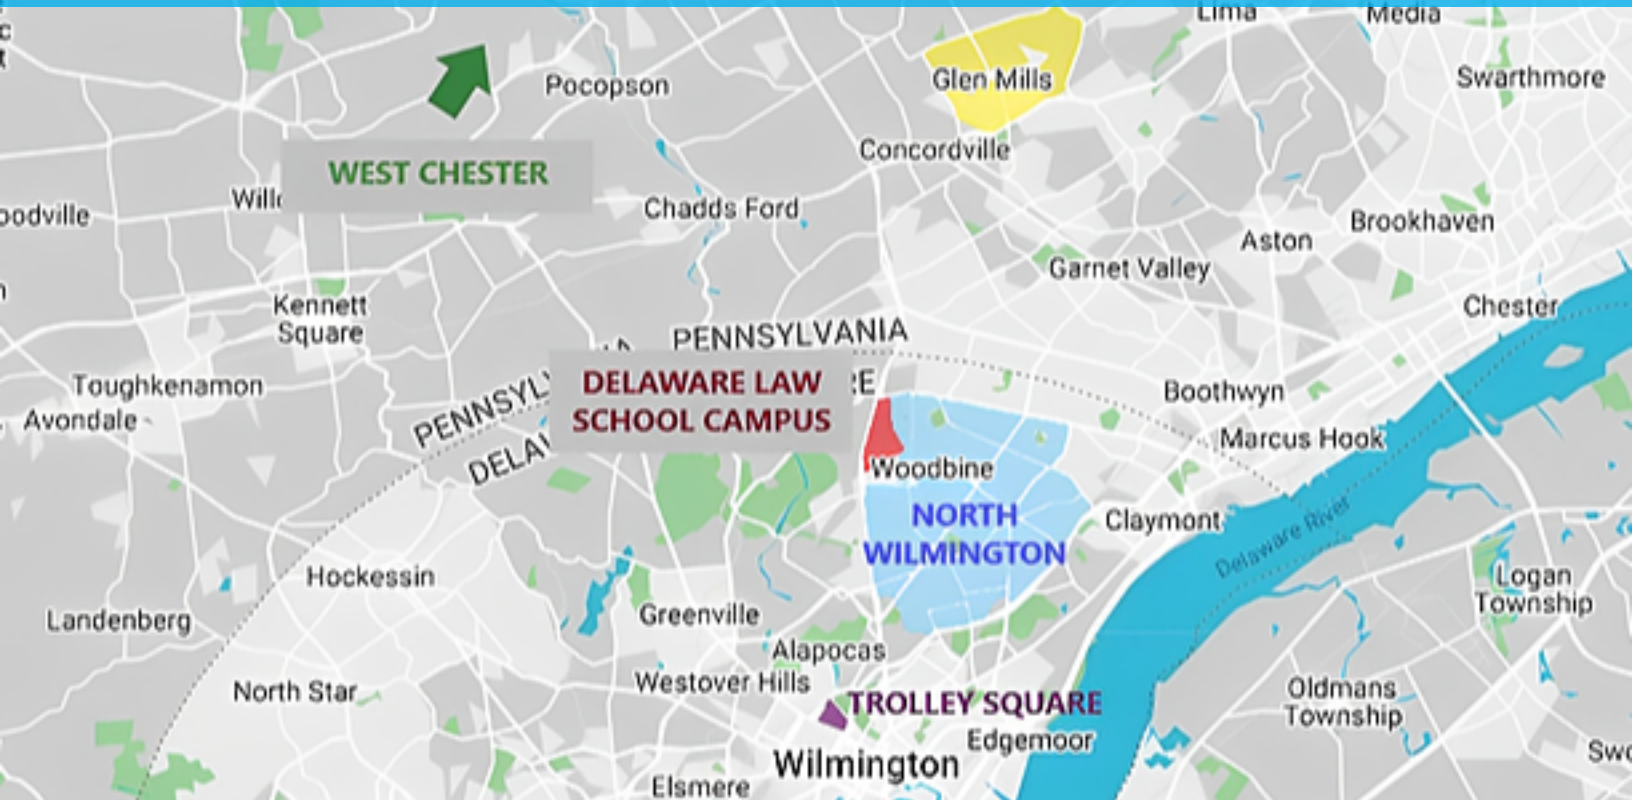 Lima
Media
Pocopson
Glen Mills
Swarthmore
Concordville
WEST CHESTER
Chadds Ford
Brookhaven
Aston
Garnet Valley
Kennett
Square
Chester
PENNSYLVANIA
DELAWARE LAW
SCHOOL CAMPUS
Toughkenamon
Avondale
Boothwyn
Marcus Hook
Woodbine
NORTH
WILMINGTON
Claymont
Delaware River
Hockessin
Logan
Township
Landenberg
Greenville
Alapocas
Westover Hills
North Star
TROLLEY SQUARE
Oldmans
Township
Edgemoor
Wilmington
Elsmere